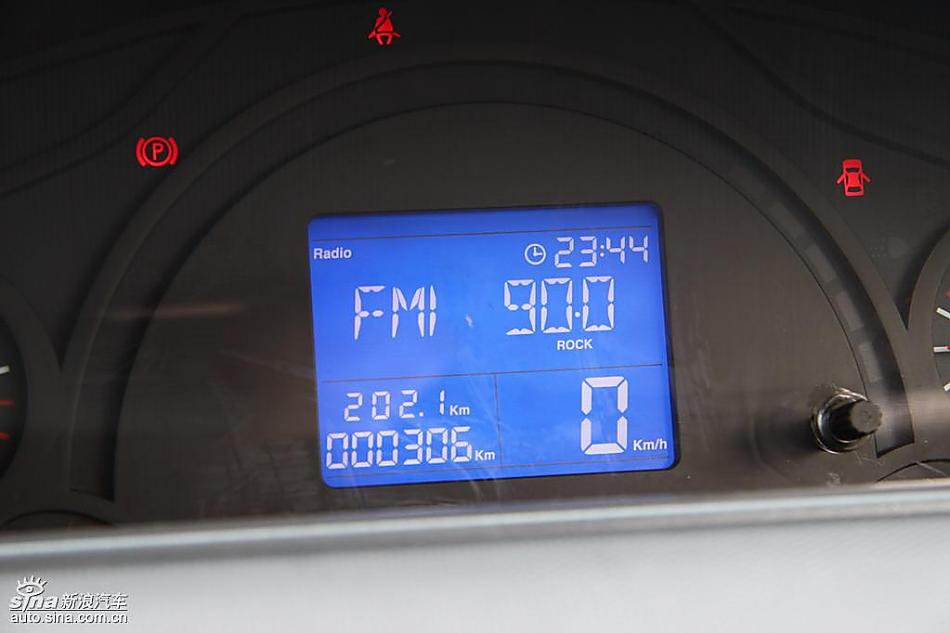 P
Radio 23:44
FM1 90.0
ROCK
202.1 Km
000306 Km
0 Km/h
sina 新浪汽车
auto.sina.com.cn